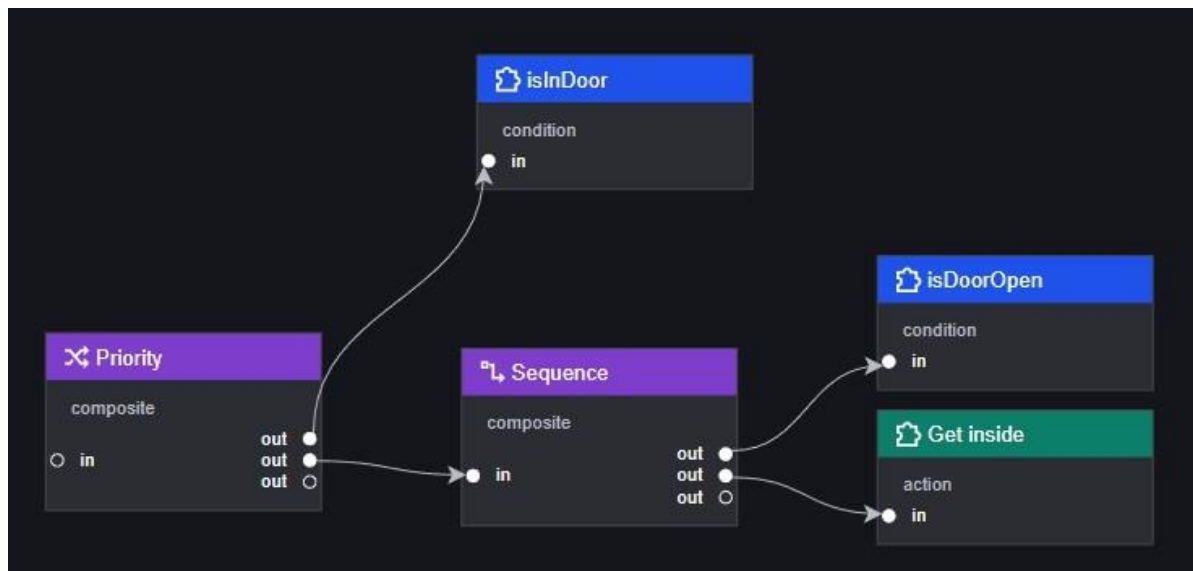 isInDoor
condition
in
Priority
composite
out
in
out
out
Sequence
composite
out
in
out
out
isDoorOpen
condition
in
Get inside
action
in